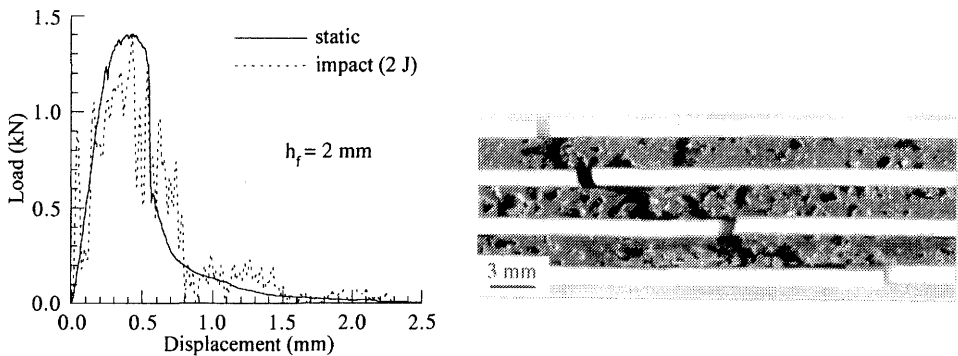 1.5
1.0
0.5
0.0
Load (kN)
static
impact (2 J)
h_f = 2 mm
0.0 0.5 1.0 1.5 2.0 2.5
Displacement (mm)
3 mm